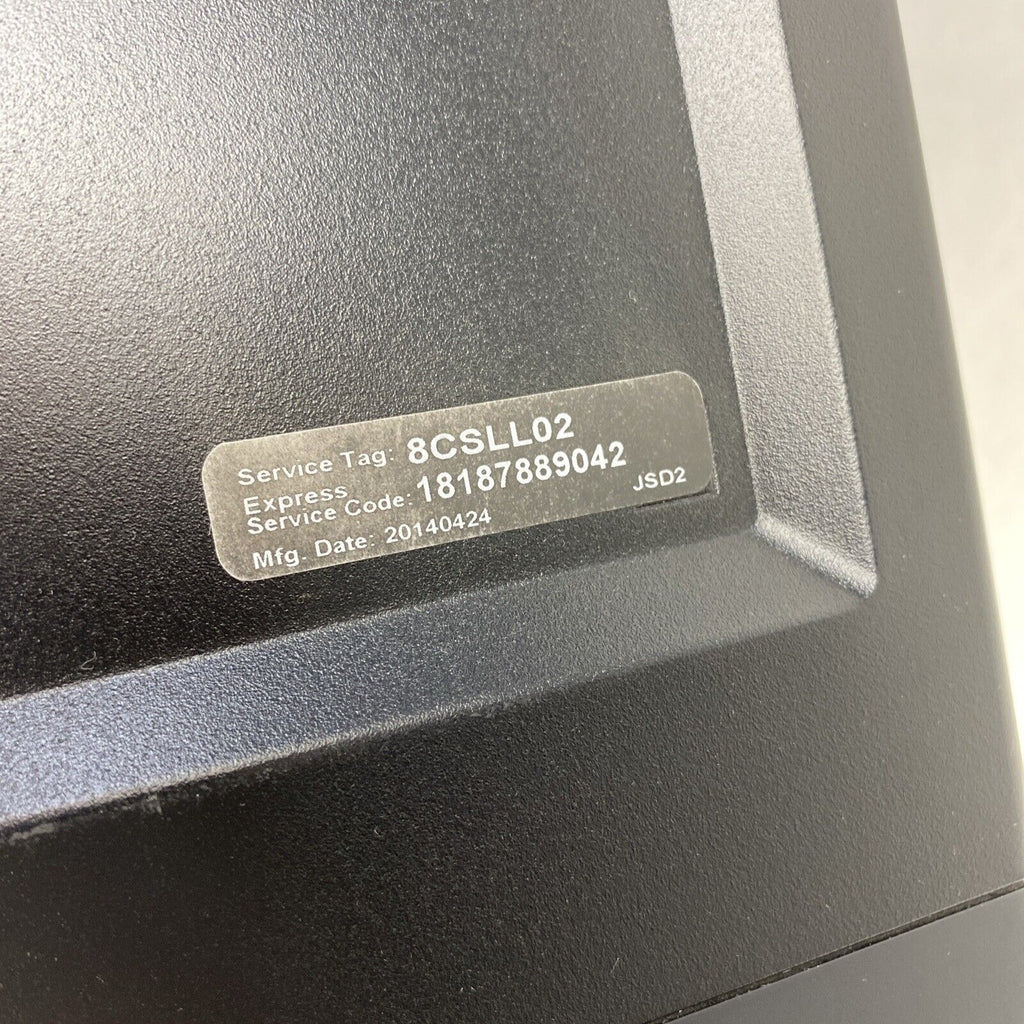 Service Tag: 8CSLL02
Express
Service Code: 18187889042
Mfg. Date: 20140424 JSD2